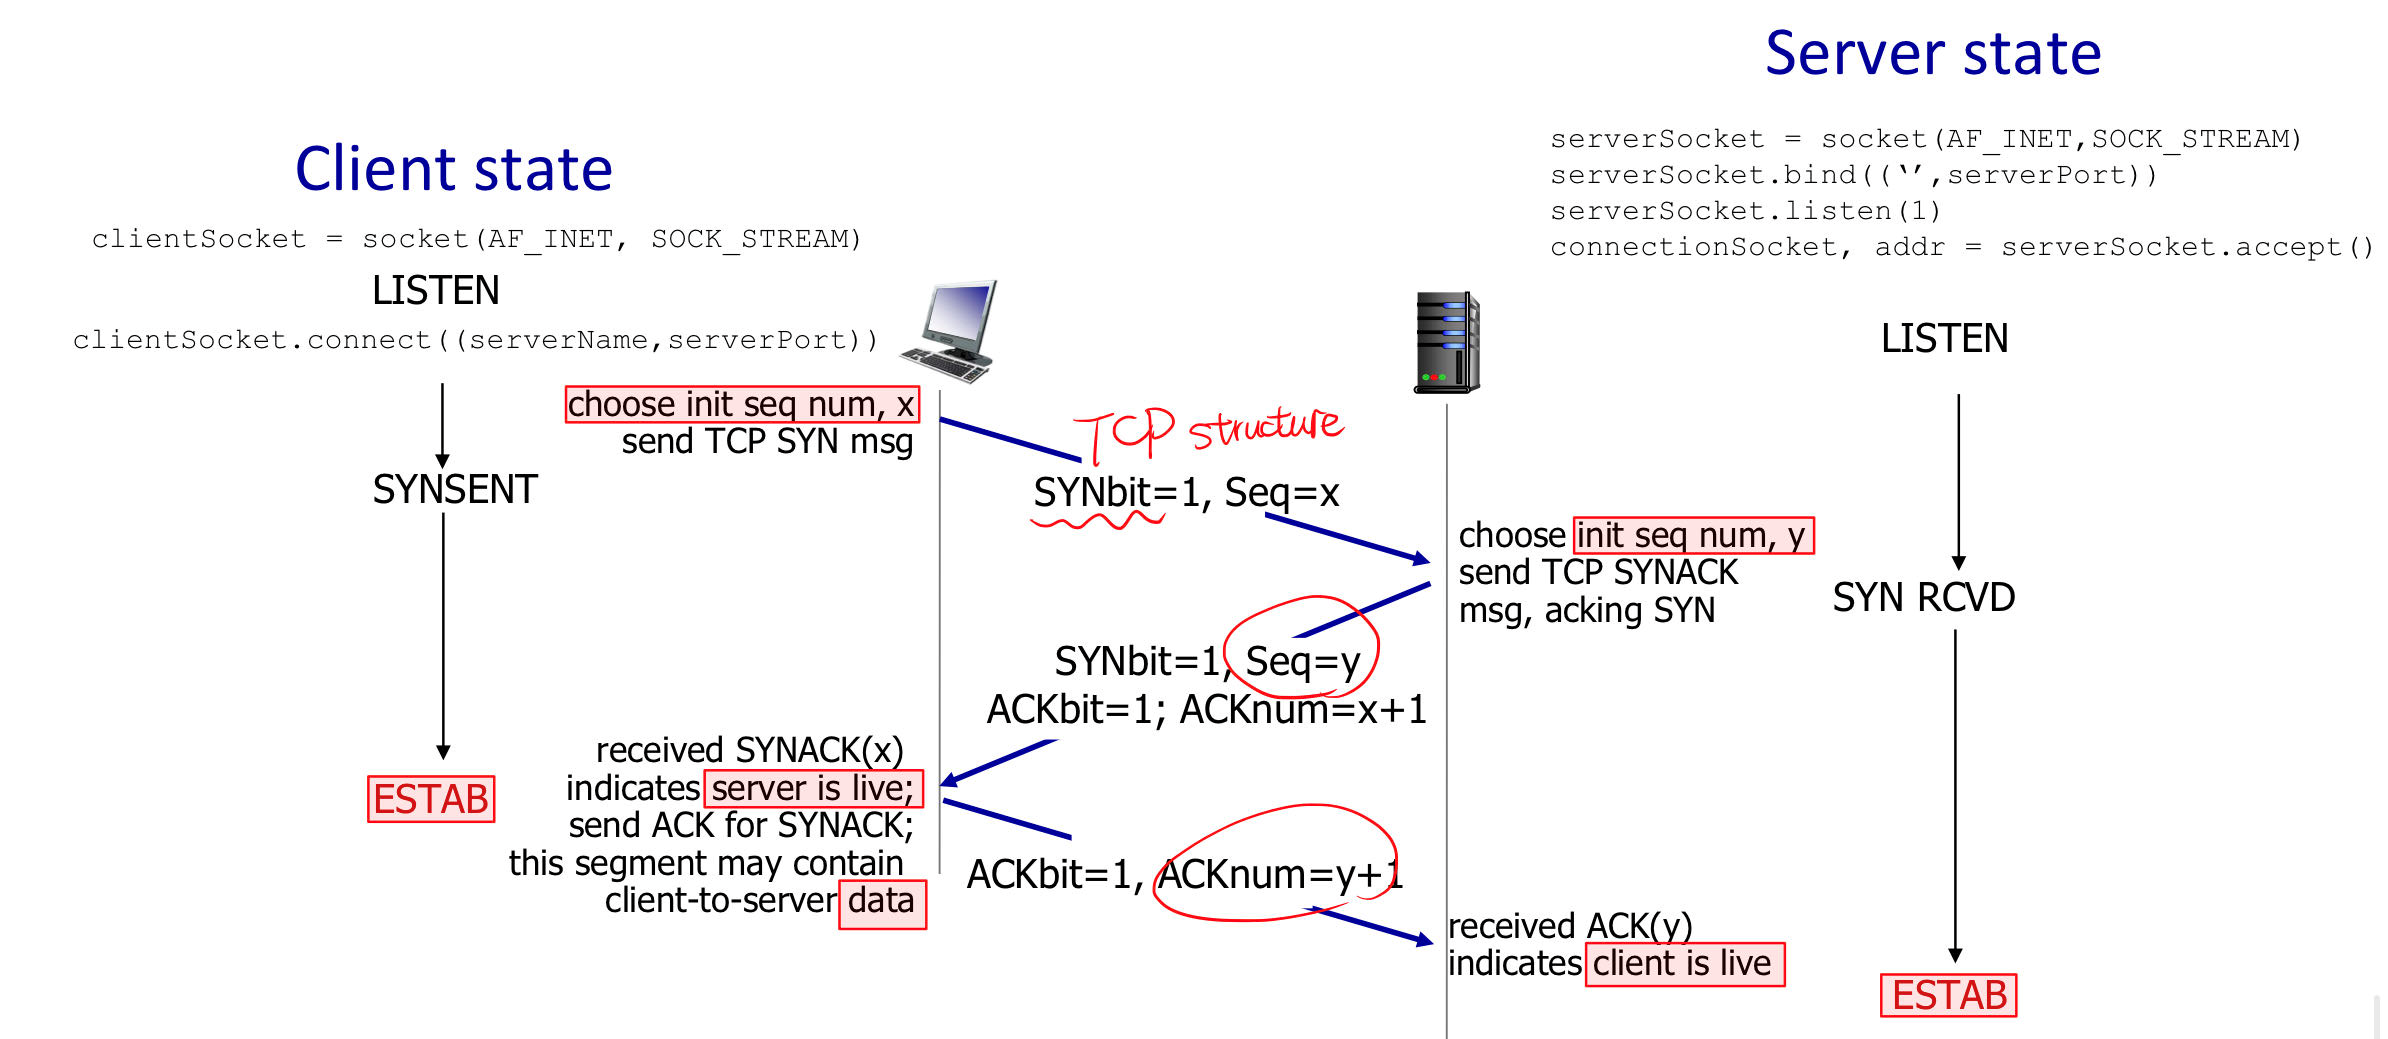 Server state
serverSocket = socket(AF_INET,SOCK_STREAM)
serverSocket.bind((‘’,serverPort))
serverSocket.listen(1)
connectionSocket, addr = serverSocket.accept()
Client state
clientSocket = socket(AF_INET, SOCK_STREAM)
LISTEN
clientSocket.connect((serverName,serverPort))
LISTEN
choose init seq num, x
send TCP SYN msg
SYNSENT
TCP structure
SYNbit=1, Seq=x
choose init seq num, y
send TCP SYNACK
msg, acking SYN
SYN RCVD
SYNbit=1, Seq=y
ACKbit=1; ACKnum=x+1
received SYNACK(x)
indicates server is live;
send ACK for SYNACK;
this segment may contain
client-to-server data
ESTAB
ACKbit=1, ACKnum=y+1
received ACK(y)
indicates client is live
ESTAB